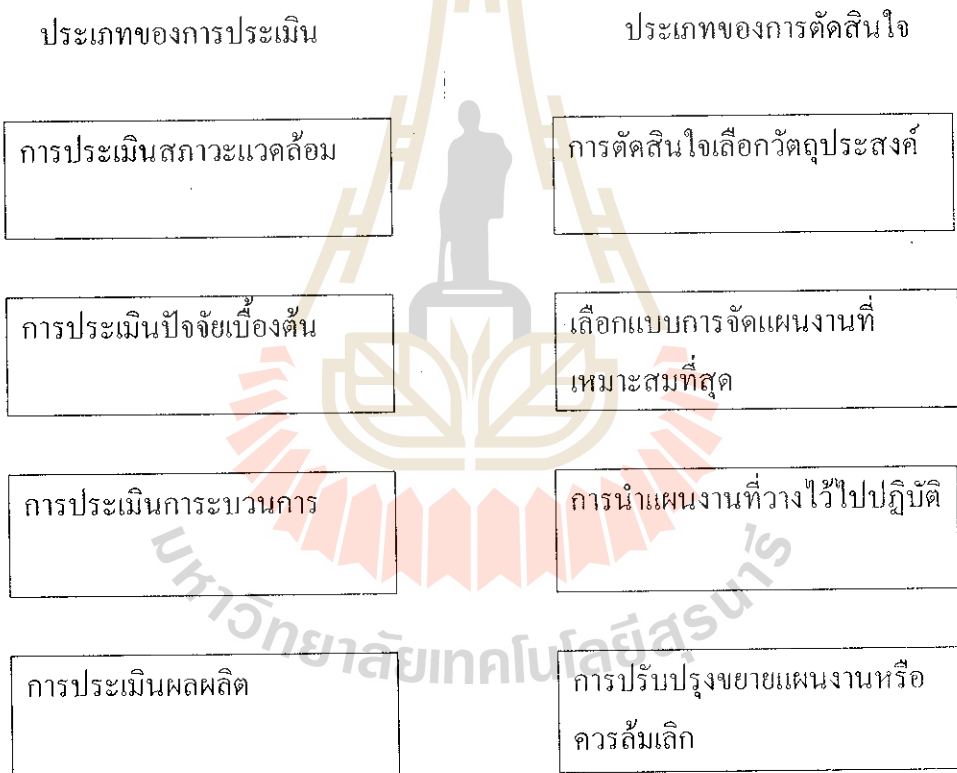 ประเภทของการประเมิน
ประเภทของการตัดสินใจ
การประเมินสภาวะแวดล้อม
การตัดสินใจเลือกวัตถุประสงค์
การประเมินปัจจัยเบื้องต้น
เลือกแบบการจัดแผนงานที่
เหมาะสมที่สุด
การประเมินการะบวนการ
การนำแผนงานที่วางไว้ไปปฏิบัติ
มหาวิทยาลัยเทคโนโลยีสุรนารี
การประเมินผลผลิต
การปรับปรุงขยายแผนงานหรือ
ควรล้มเลิก